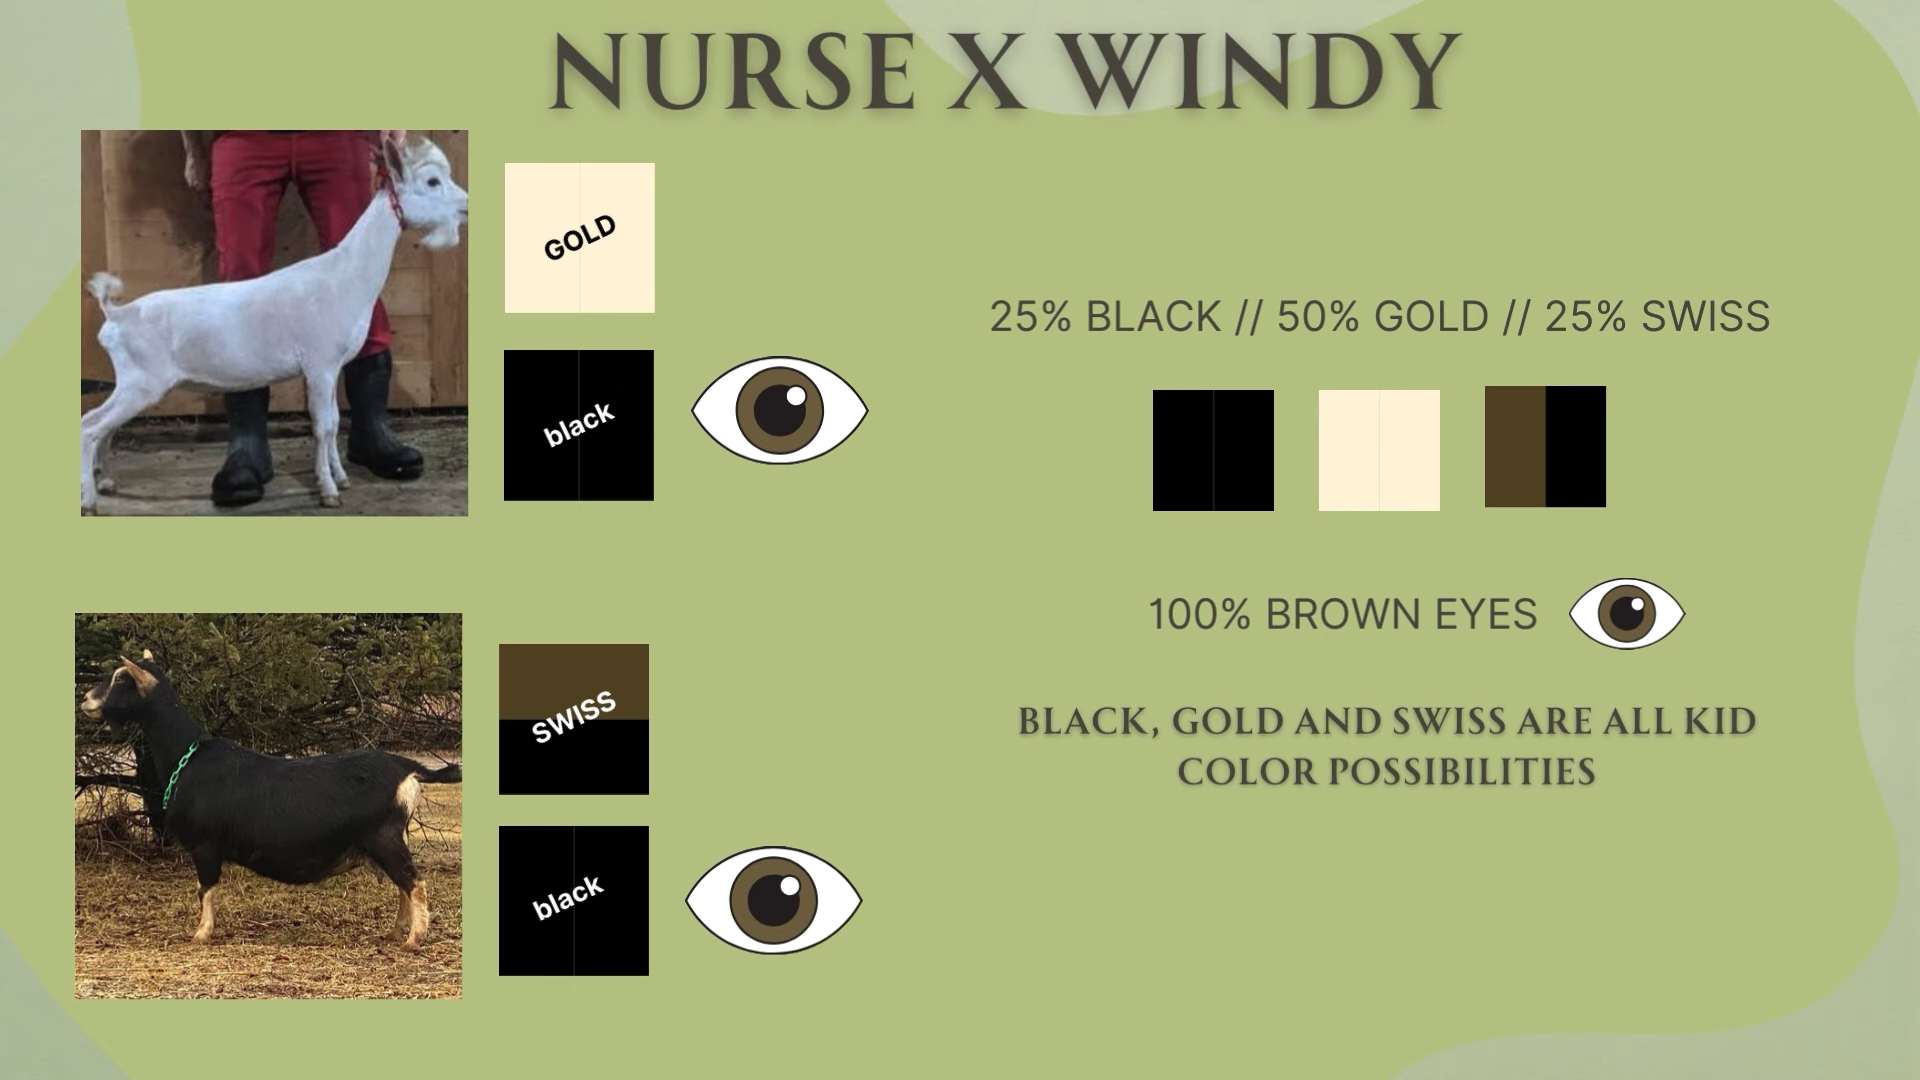 NURSE X WINDY
GOLD
black
SWISS
black
25% BLACK // 50% GOLD // 25% SWISS
100% BROWN EYES
BLACK, GOLD AND SWISS ARE ALL KID
COLOR POSSIBILITIES